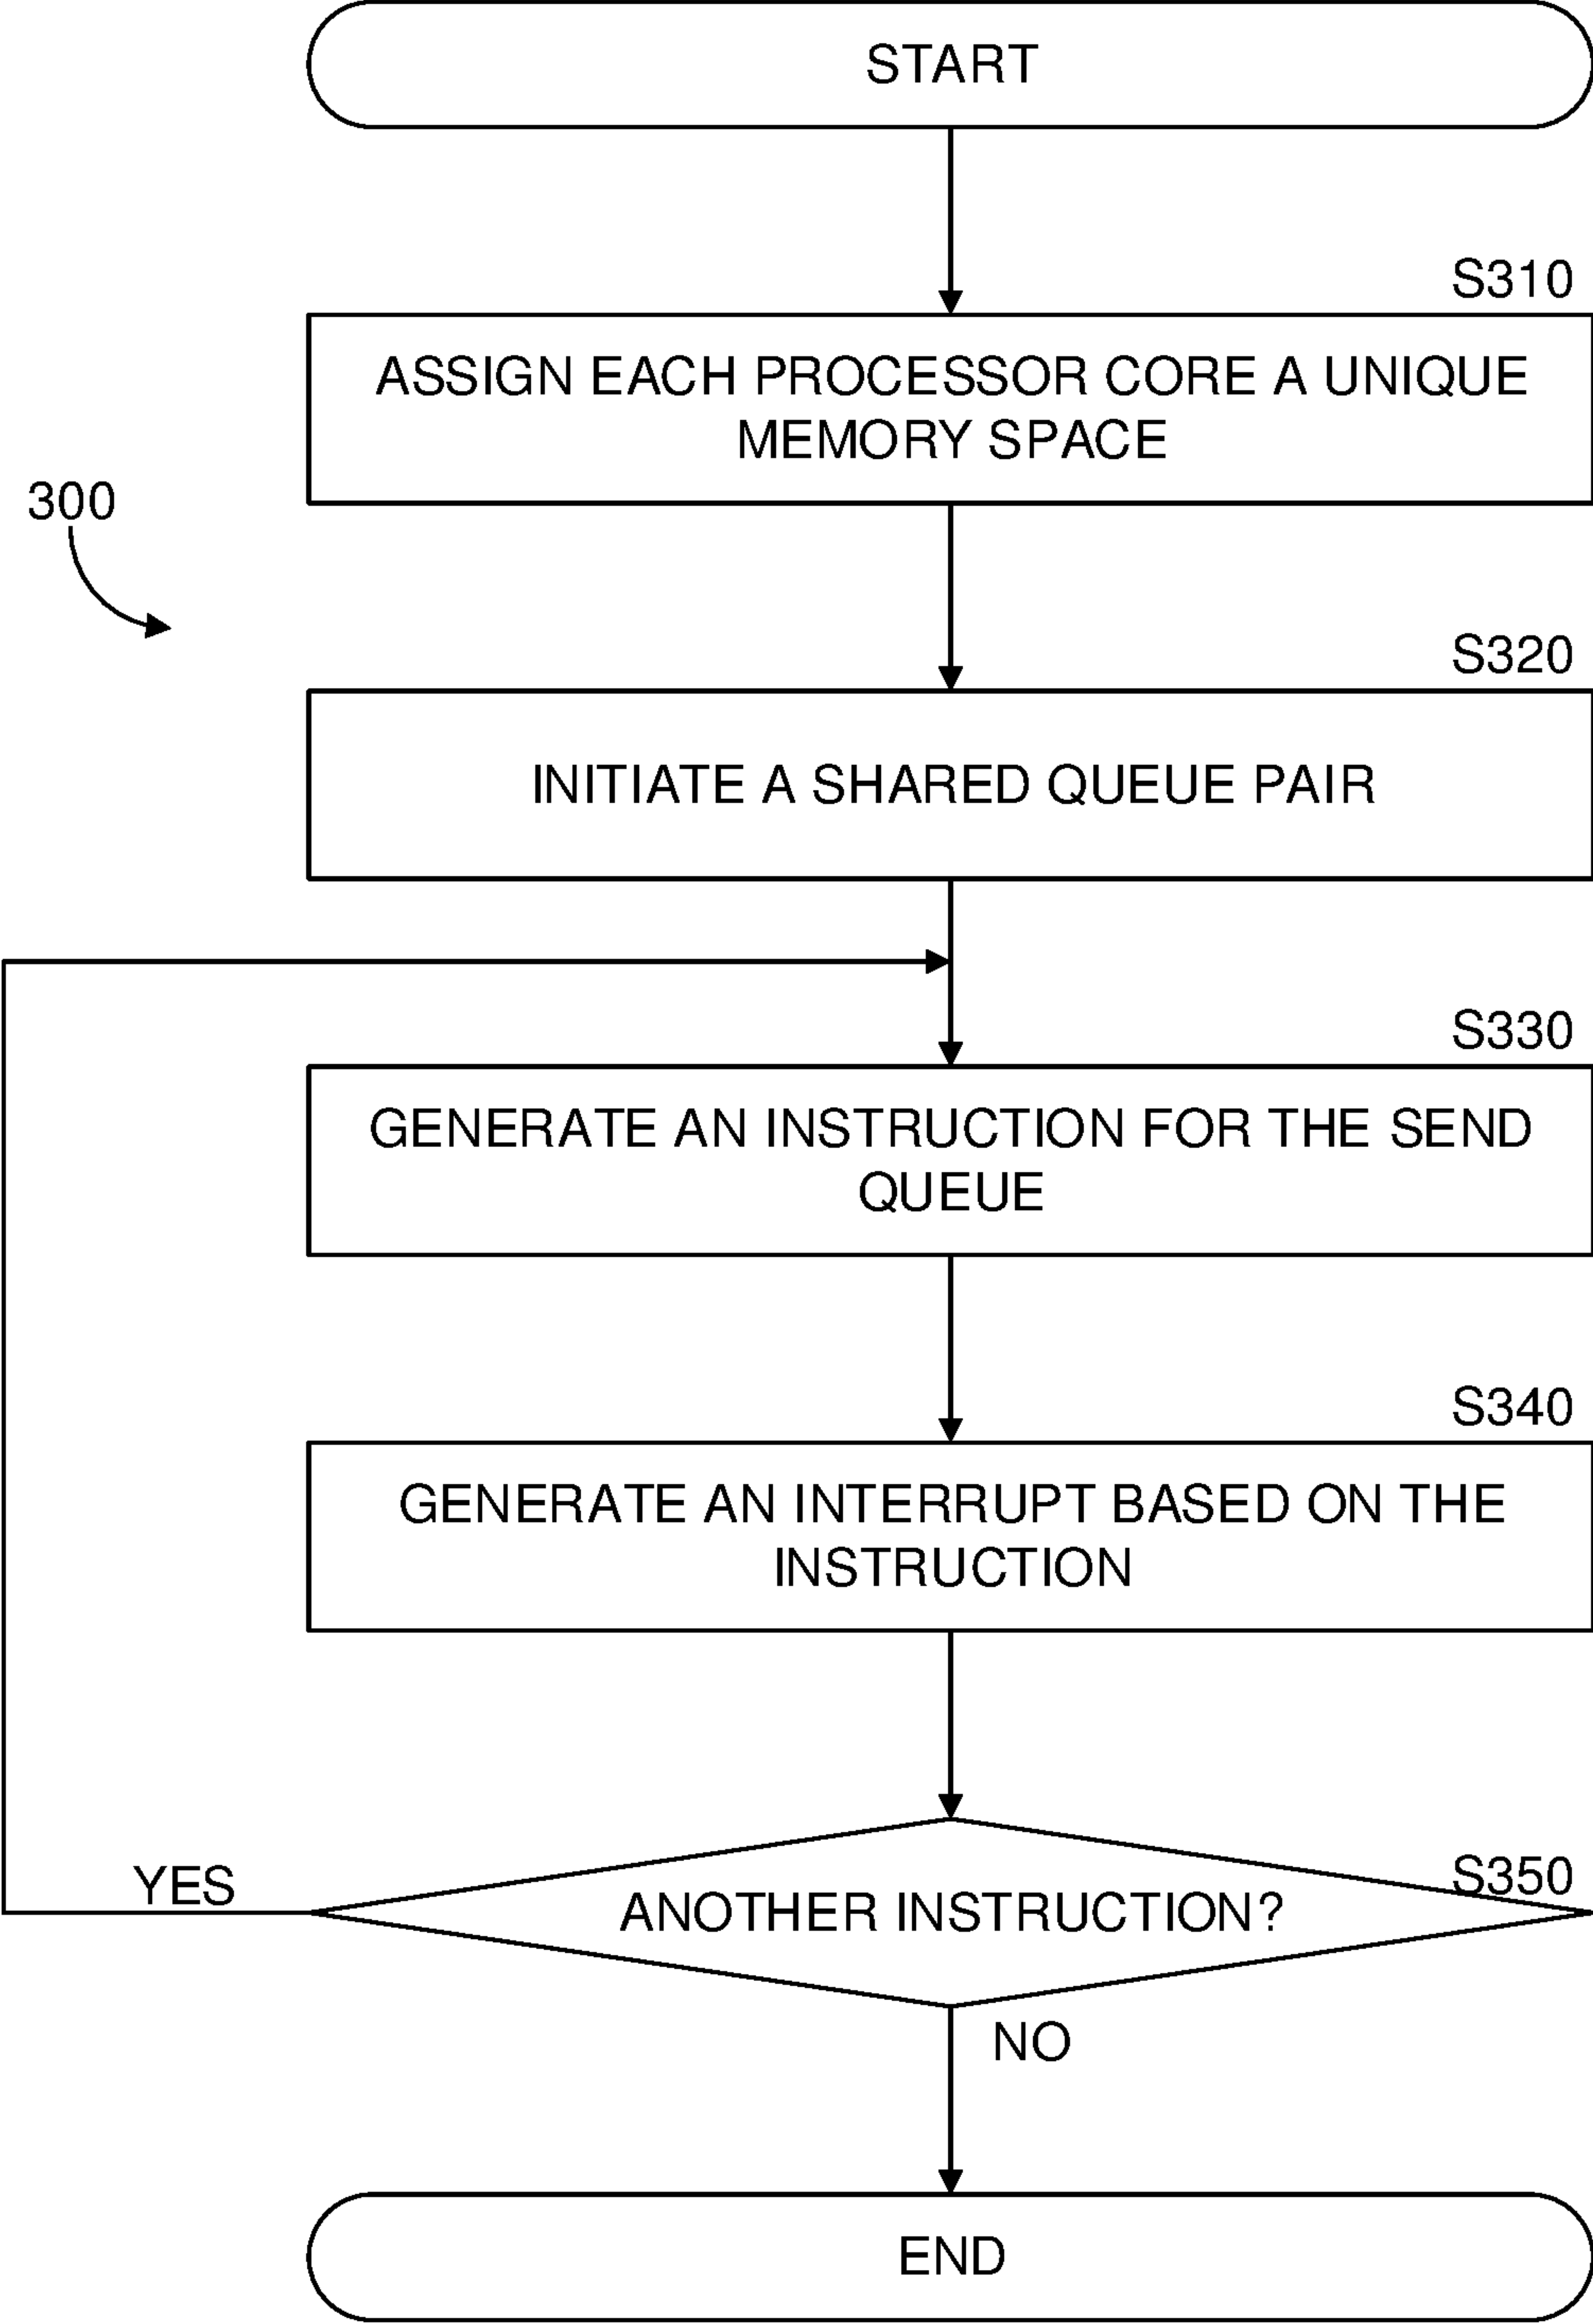 START
S310
ASSIGN EACH PROCESSOR CORE A UNIQUE
MEMORY SPACE
300
S320
INITIATE A SHARED QUEUE PAIR
S330
GENERATE AN INSTRUCTION FOR THE SEND
QUEUE
S340
GENERATE AN INTERRUPT BASED ON THE
INSTRUCTION
YES
S350
ANOTHER INSTRUCTION?
NO
END